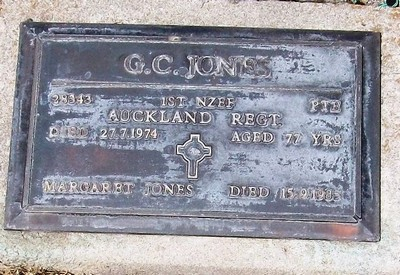 G.C. JONES
28343 1ST NZEF PTE
AUCKLAND REGT.
DIED 27.7.1974 AGED 77 YRS
MARGARET JONES DIED 15.9.1985